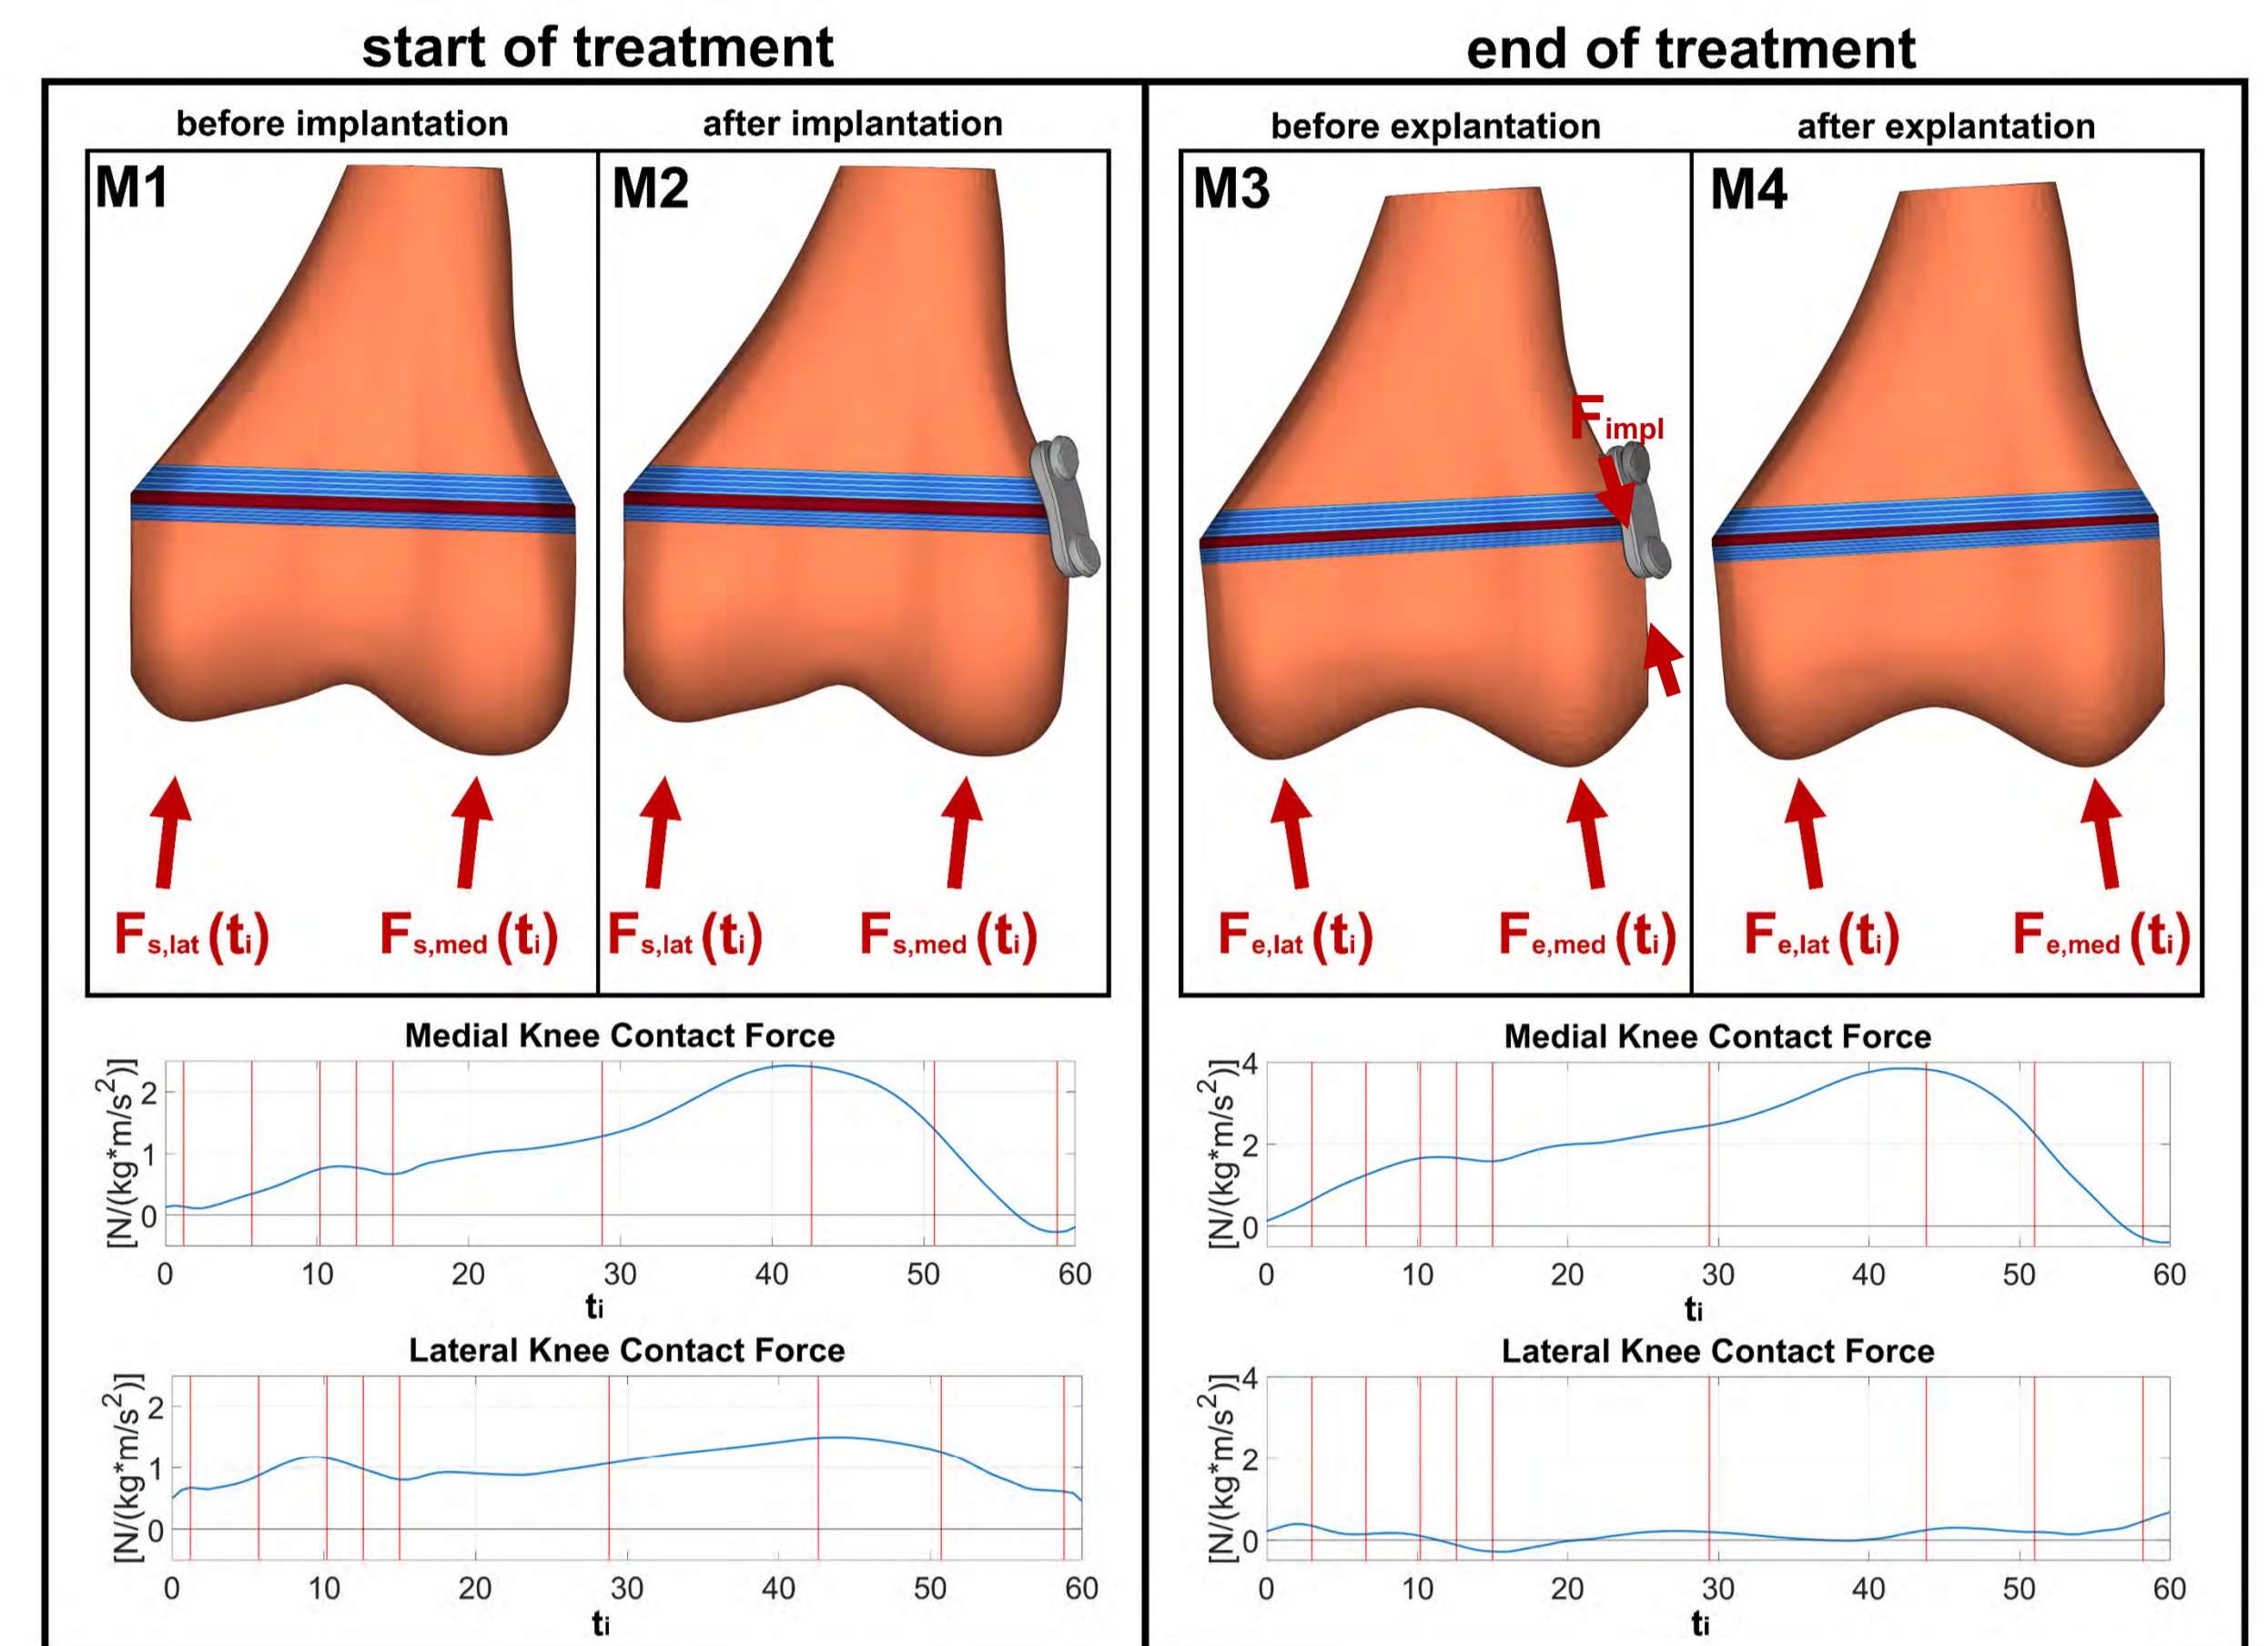 start of treatment
end of treatment
before implantation
after implantation
before explantation
after explantation
M1
M2
M3
M4
Fimpl
Fs,lat (ti)
Fs,med (ti)
Fs,lat (ti)
Fs,med (ti)
Fe,lat (ti)
Fe,med (ti)
Fe,lat (ti)
Fe,med (ti)
Medial Knee Contact Force
[N/(kg*m/s2)]
2
1
0
0 10 20 30 40 50 60
ti
Lateral Knee Contact Force
[N/(kg*m/s2)]
2
1
0
0 10 20 30 40 50 60
ti
Medial Knee Contact Force
[N/(kg*m/s2)]
4
2
0
0 10 20 30 40 50 60
ti
Lateral Knee Contact Force
[N/(kg*m/s2)]
4
2
0
0 10 20 30 40 50 60
ti